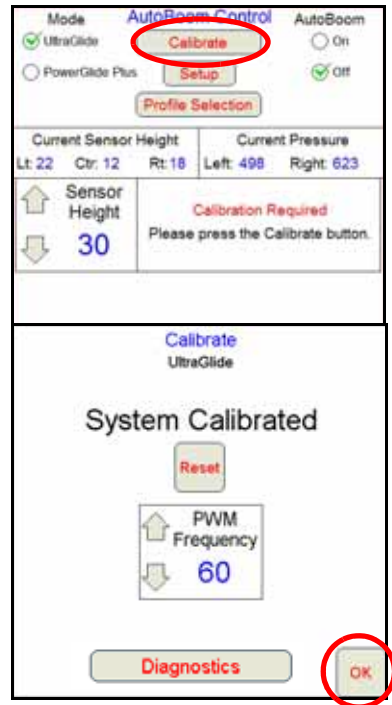 Mode AutoBoom Control AutoBoom
UltraGlide Calibrate On
PowerGlide Plus Setup Off
Profile Selection
Current Sensor Height Current Pressure
Lt: 22 Ctr: 12 Rt: 18 Left: 498 Right: 623
Sensor
Height
30
Calibration Required
Please press the Calibrate button.
Calibrate
UltraGlide
System Calibrated
Reset
PWM
Frequency
60
Diagnostics
OK